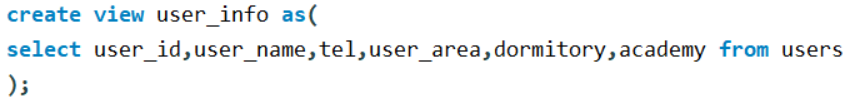 create view user_info as(
select user_id,user_name,tel,user_area,dormitory,academy from users
);